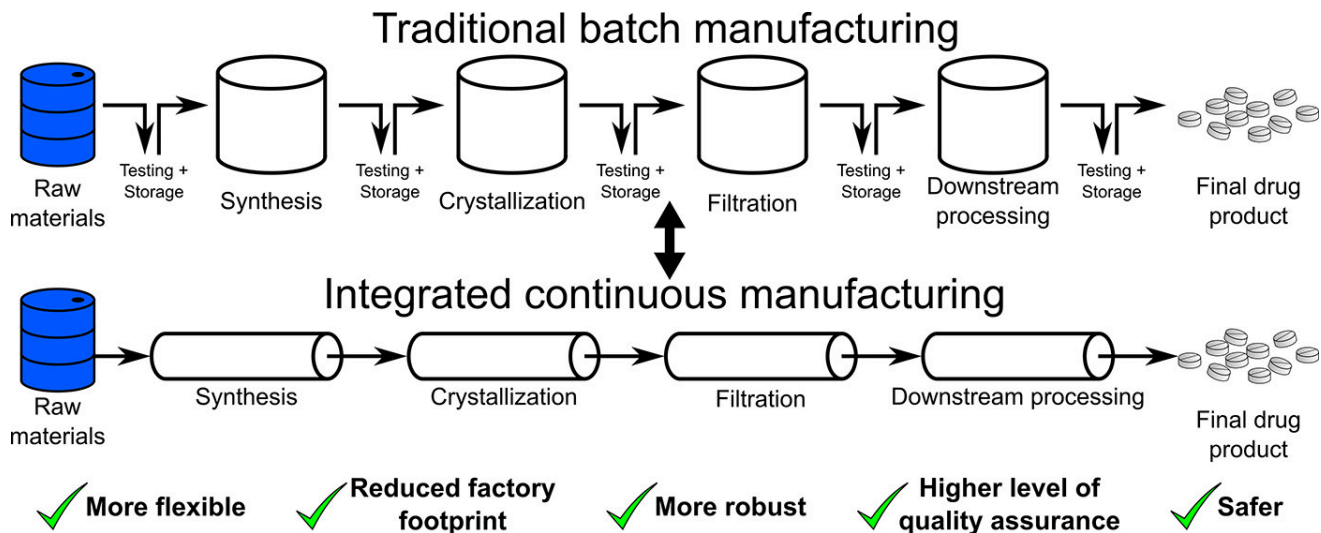 Traditional batch manufacturing
Raw
materials
Testing +
Storage
Synthesis
Testing +
Storage
Crystallization
Testing +
Storage
Filtration
Testing +
Storage
Downstream
processing
Testing +
Storage
Final drug
product
Integrated continuous manufacturing
Raw
materials
Synthesis
Crystallization
Filtration
Downstream processing
Final drug
product
More flexible
Reduced factory
footprint
More robust
Higher level of
quality assurance
Safer